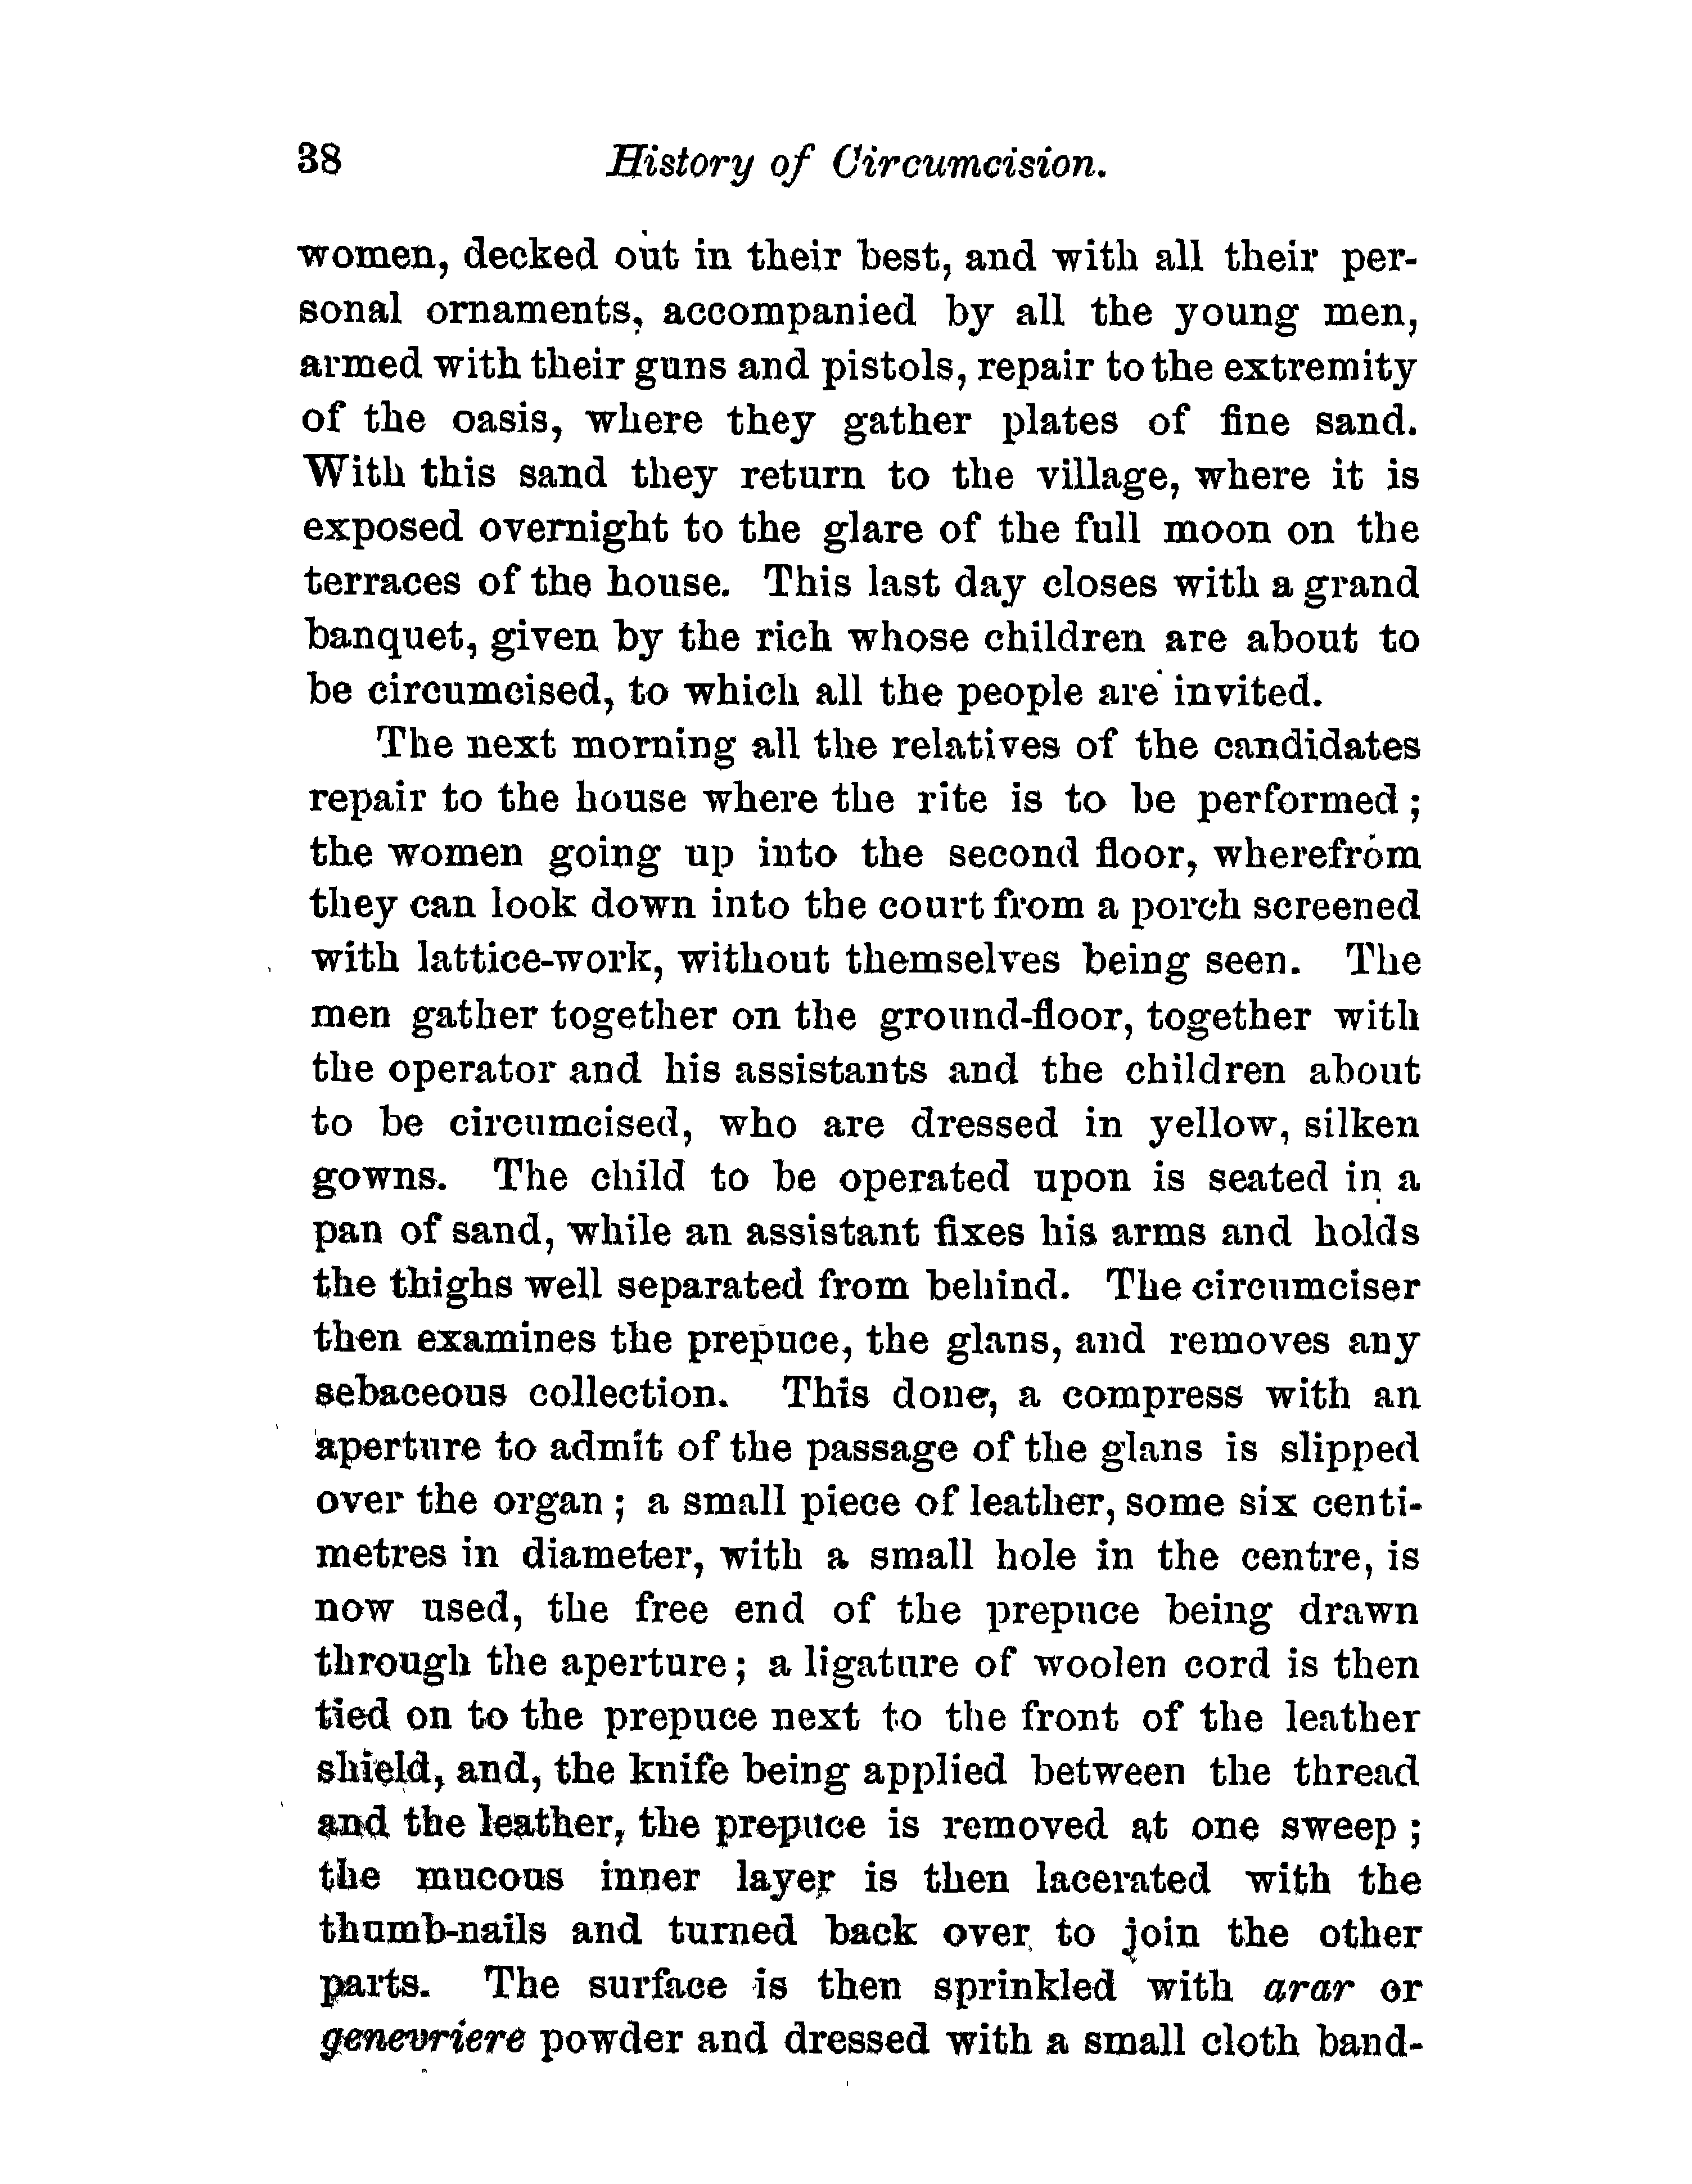 38 History of Circumcision.
women, decked out in their best, and with all their per-
sonal ornaments, accompanied by all the young men,
armed with their guns and pistols, repair to the extremity
of the oasis, where they gather plates of fine sand.
With this sand they return to the village, where it is
exposed overnight to the glare of the full moon on the
terraces of the house. This last day closes with a grand
banquet, given by the rich whose children are about to
be circumcised, to which all the people are invited.
The next morning all the relatives of the candidates
repair to the house where the rite is to be performed;
the women going up into the second floor, wherefrom
they can look down into the court from a porch screened
with lattice-work, without themselves being seen. The
men gather together on the ground-floor, together with
the operator and his assistants and the children about
to be circumcised, who are dressed in yellow, silken
gowns. The child to be operated upon is seated in a
pan of sand, while an assistant fixes his arms and holds
the thighs well separated from behind. The circumciser
then examines the prepuce, the glans, and removes any
sebaceous collection. This done, a compress with an
aperture to admit of the passage of the glans is slipped
over the organ; a small piece of leather, some six centi-
metres in diameter, with a small hole in the centre, is
now used, the free end of the prepuce being drawn
through the aperture; a ligature of woolen cord is then
tied on to the prepuce next to the front of the leather
shield, and, the knife being applied between the thread
and the leather, the prepuce is removed at one sweep;
the mucous inner layer is then lacerated with the
thumb-nails and turned back over to join the other
parts. The surface is then sprinkled with arar or
genevriere powder and dressed with a small cloth band-